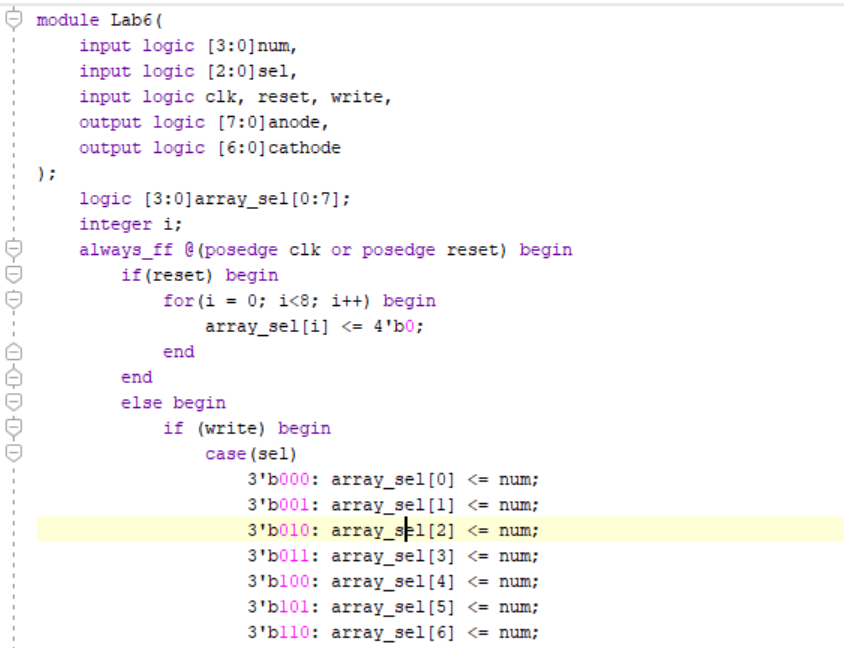 module Lab6(
    input logic [3:0]num,
    input logic [2:0]sel,
    input logic clk, reset, write,
    output logic [7:0]anode,
    output logic [6:0]cathode
);
    logic [3:0]array_sel[0:7];
    integer i;
    always_ff @(posedge clk or posedge reset) begin
        if(reset) begin
            for(i = 0; i<8; i++) begin
                array_sel[i] <= 4'b0;
            end
        end
        else begin
            if (write) begin
                case(sel)
                    3'b000: array_sel[0] <= num;
                    3'b001: array_sel[1] <= num;
                    3'b010: array_sel[2] <= num;
                    3'b011: array_sel[3] <= num;
                    3'b100: array_sel[4] <= num;
                    3'b101: array_sel[5] <= num;
                    3'b110: array_sel[6] <= num;